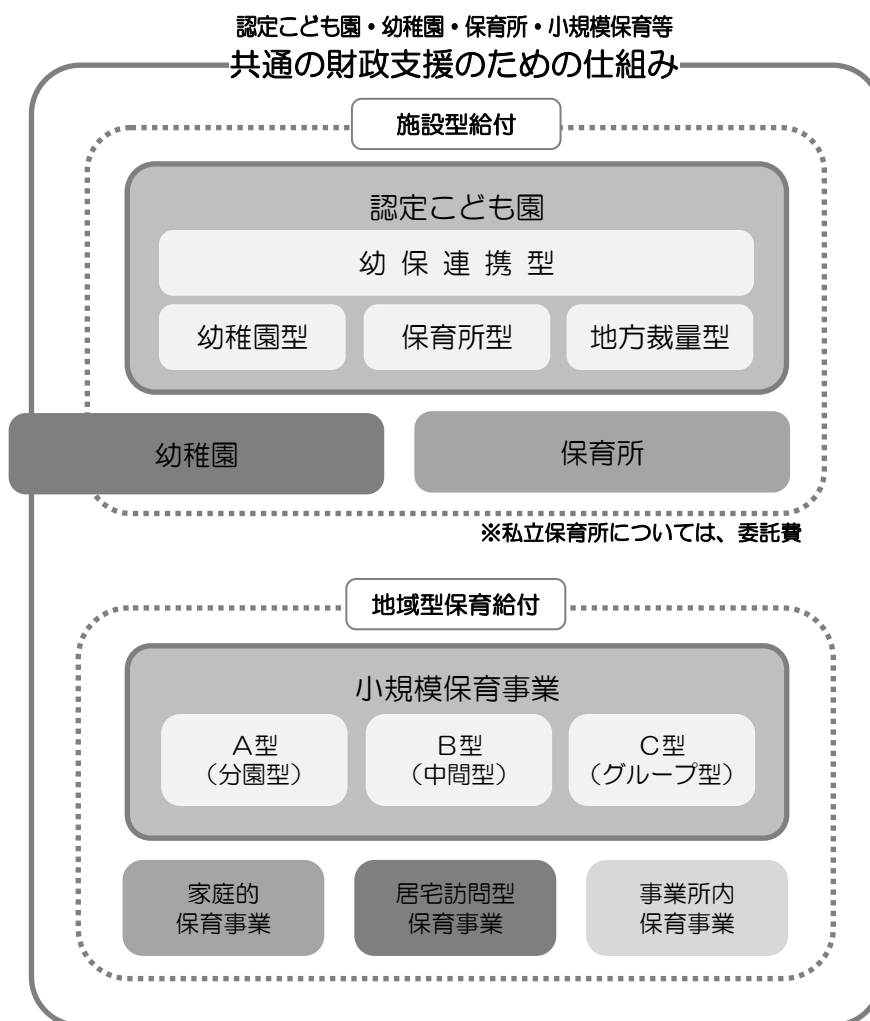 認定こども園・幼稚園・保育所・小規模保育等
共通の財政支援のための仕組み
施設型給付
認定こども園
幼保連携型
幼稚園型
保育所型
地方裁量型
幼稚園
保育所
※私立保育所については、委託費
地域型保育給付
小規模保育事業
A型
（分園型）
B型
（中間型）
C型
（グループ型）
家庭的
保育事業
居宅訪問型
保育事業
事業所内
保育事業